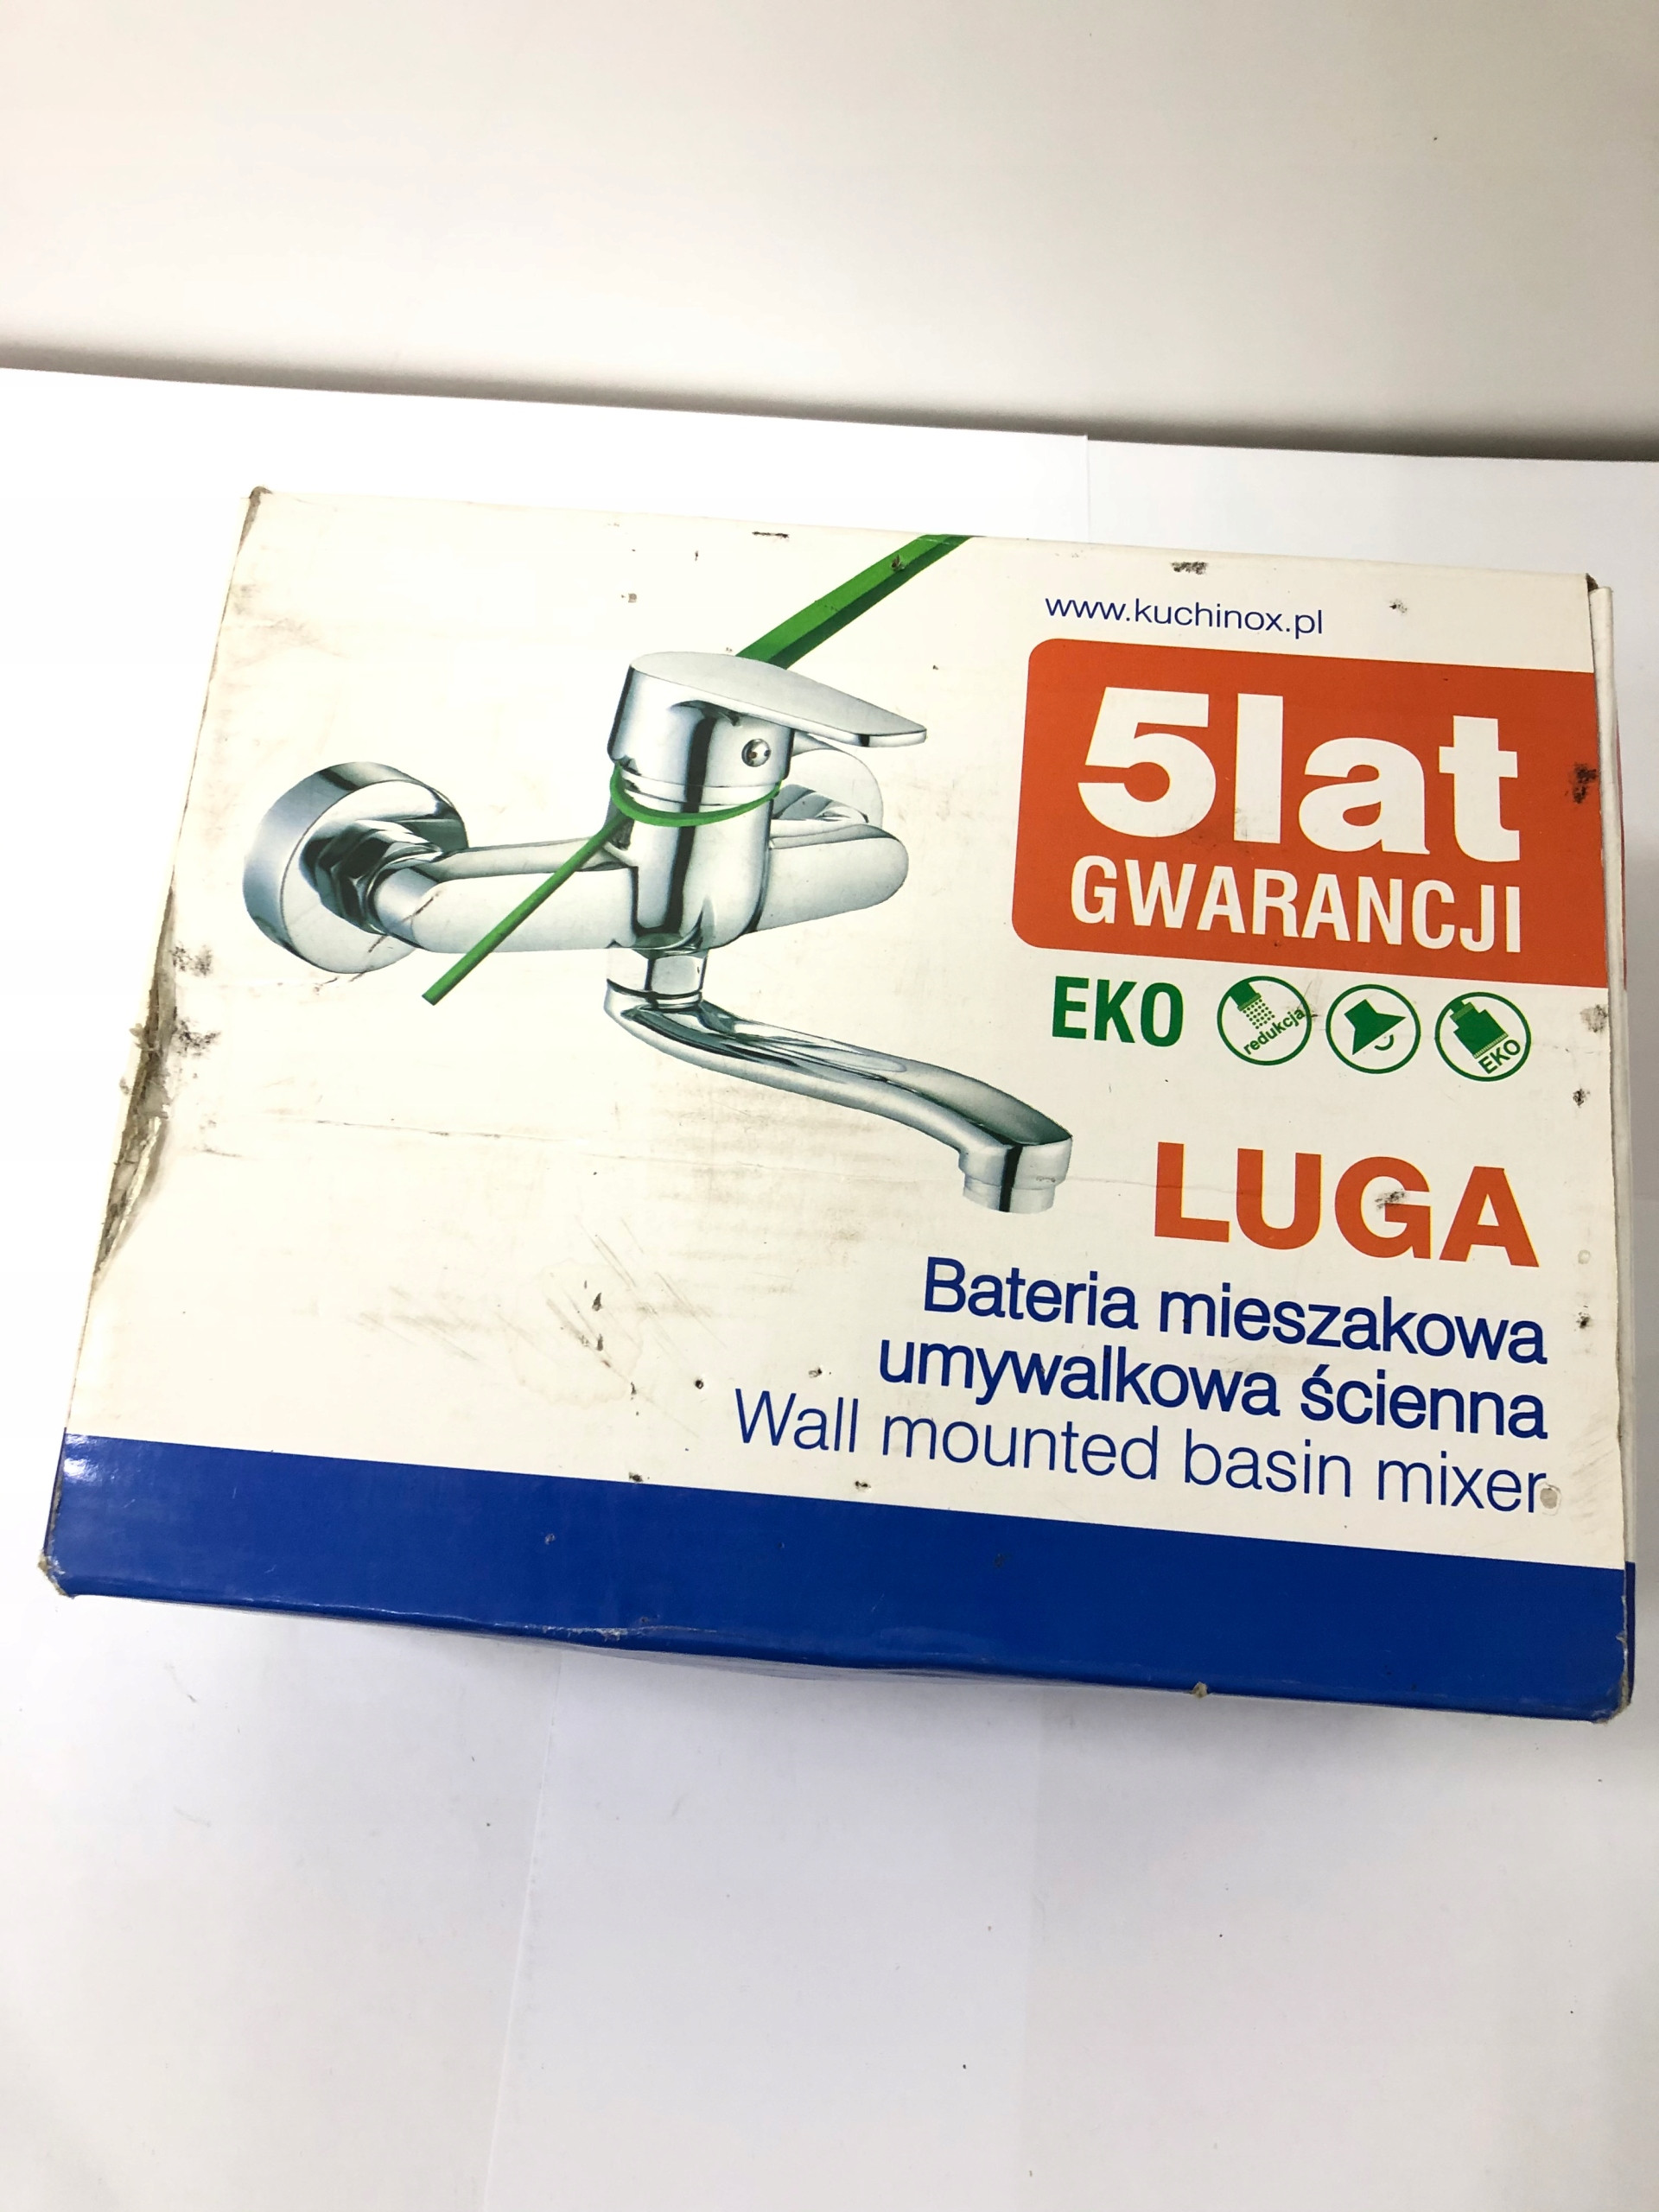 www.kuchinox.pl
5lat
GWARANCJI
EKO
redukcja
EKO
LUGA
Bateria mieszakowa
umywalkowa ścienna
Wall mounted basin mixer